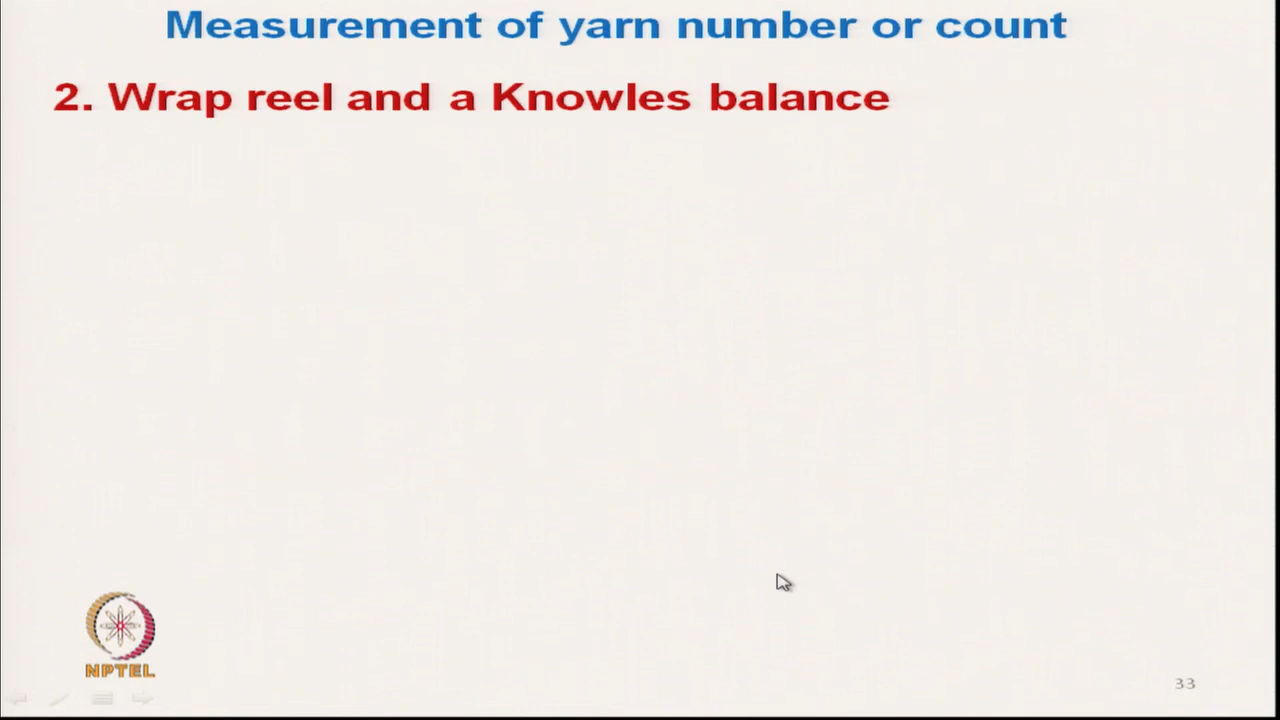 Measurement of yarn number or count
2. Wrap reel and a Knowles balance
NPTEL
33